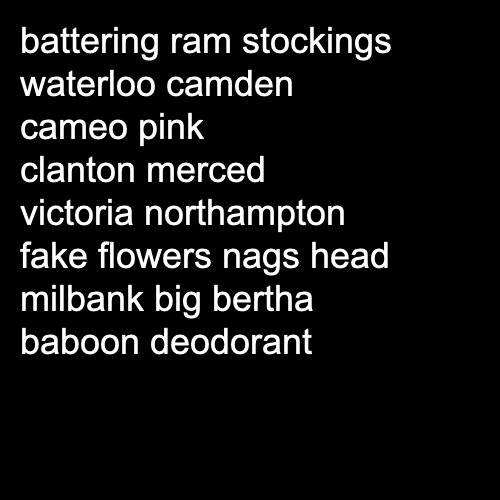 battering ram stockings
waterloo camden
cameo pink
clanton merced
victoria northampton
fake flowers nags head
milbank big bertha
baboon deodorant